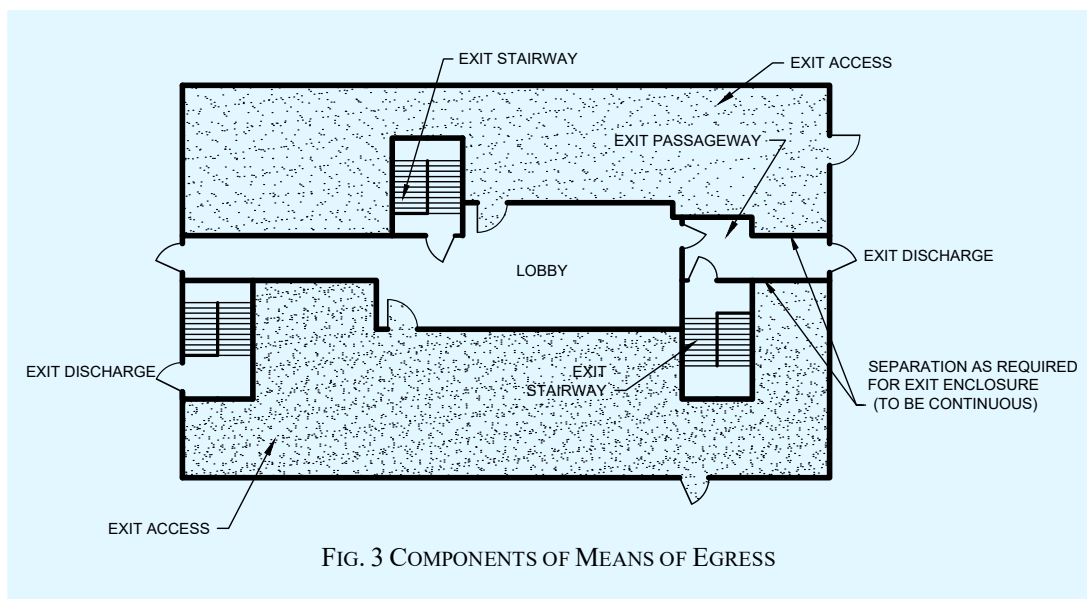 EXIT STAIRWAY
EXIT ACCESS
EXIT PASSAGEWAY
LOBBY
EXIT DISCHARGE
EXIT DISCHARGE
EXIT
STAIRWAY
SEPARATION AS REQUIRED
FOR EXIT ENCLOSURE
(TO BE CONTINUOUS)
EXIT ACCESS
FIG. 3 COMPONENTS OF MEANS OF EGRESS